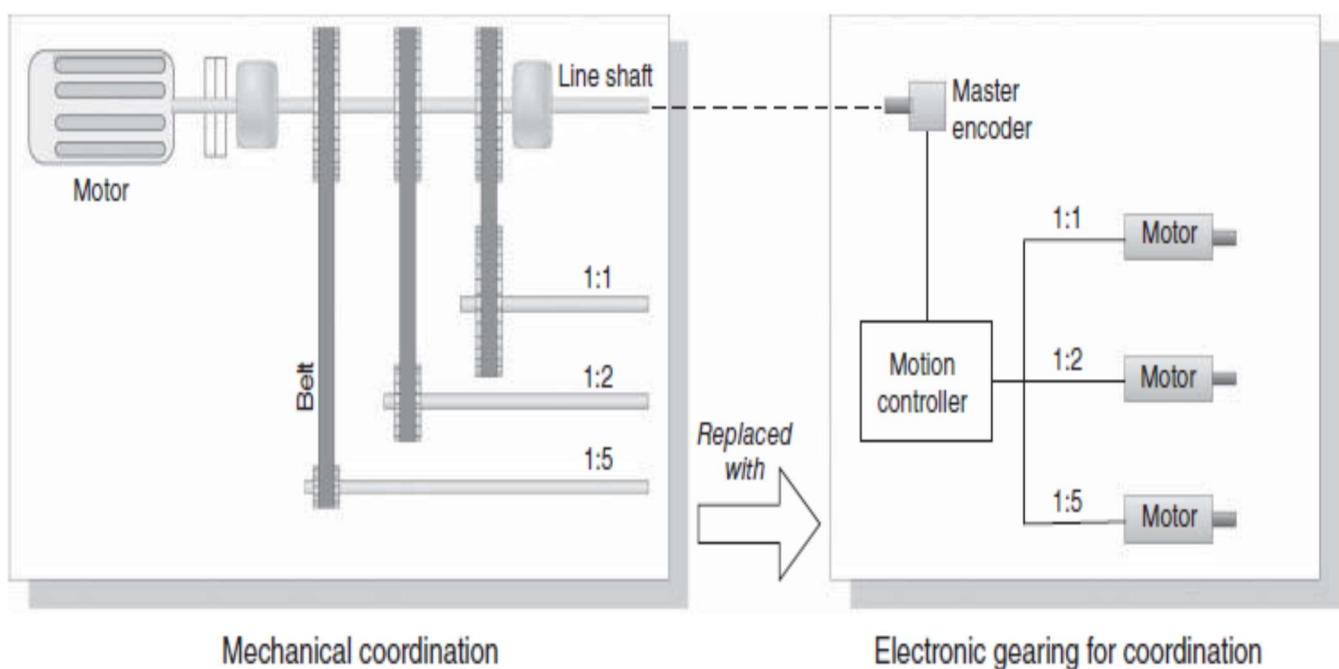 Motor
Line shaft
Belt
1:1
1:2
1:5
Mechanical coordination
Replaced
with
Master
encoder
Motion
controller
1:1
Motor
1:2
Motor
1:5
Motor
Electronic gearing for coordination